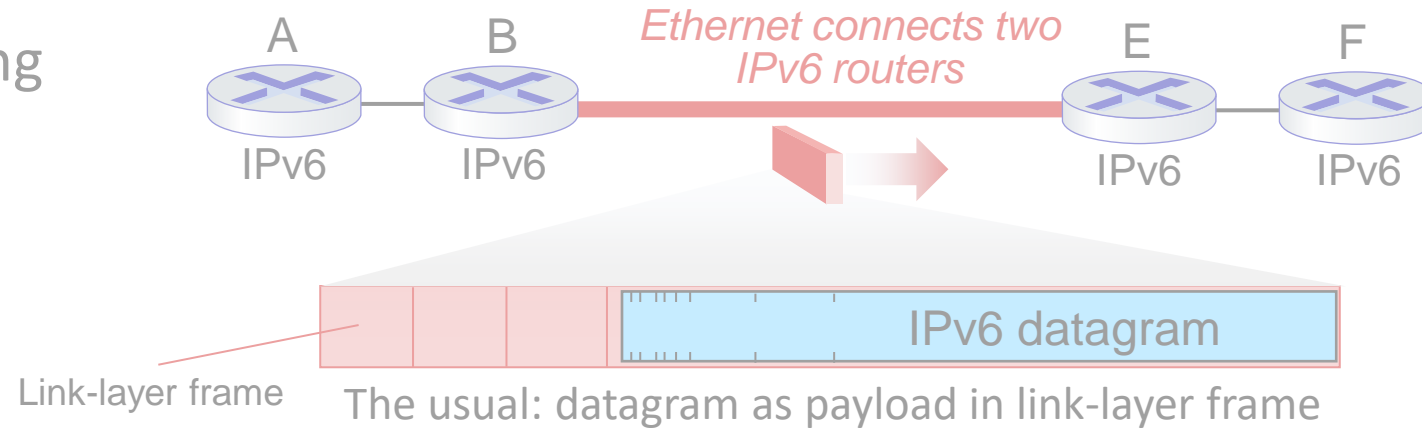 A
B
Ethernet connects two
IPv6 routers
E
F
IPv6
IPv6
IPv6
IPv6
IPv6 datagram
Link-layer frame
The usual: datagram as payload in link-layer frame